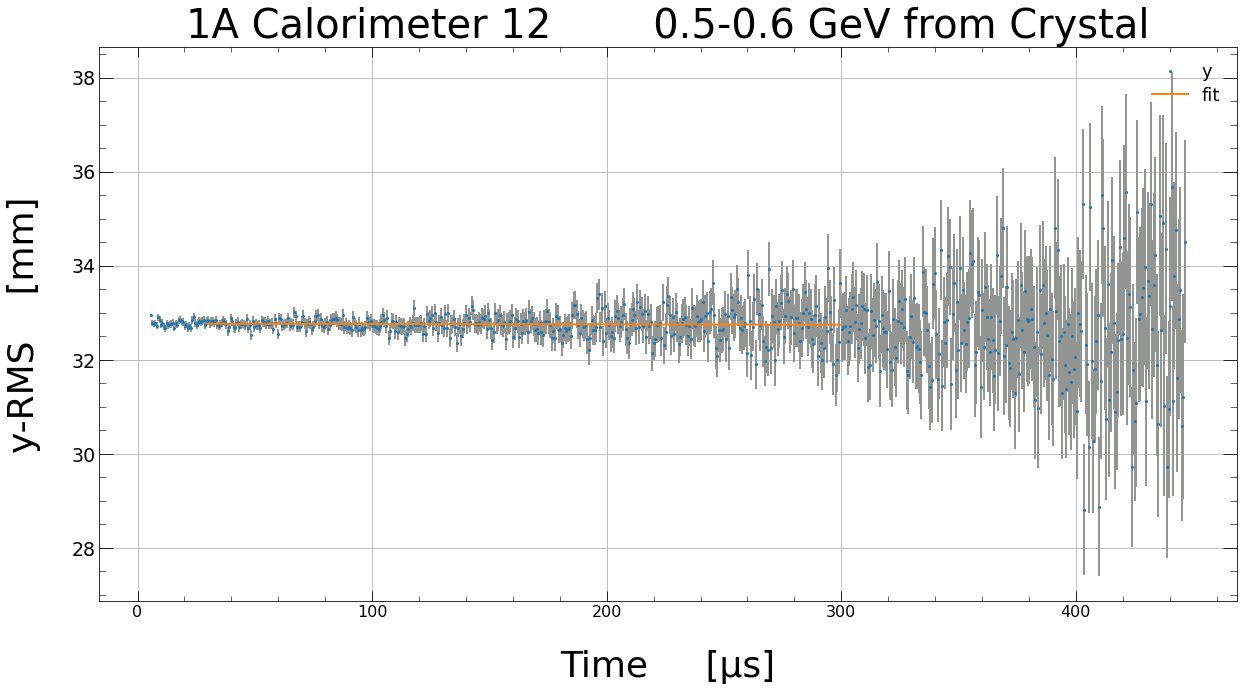 1A Calorimeter 12 0.5-0.6 GeV from Crystal
y
fit
38
36
34
32
30
28
y-RMS [mm]
0 100 200 300 400
Time [μs]